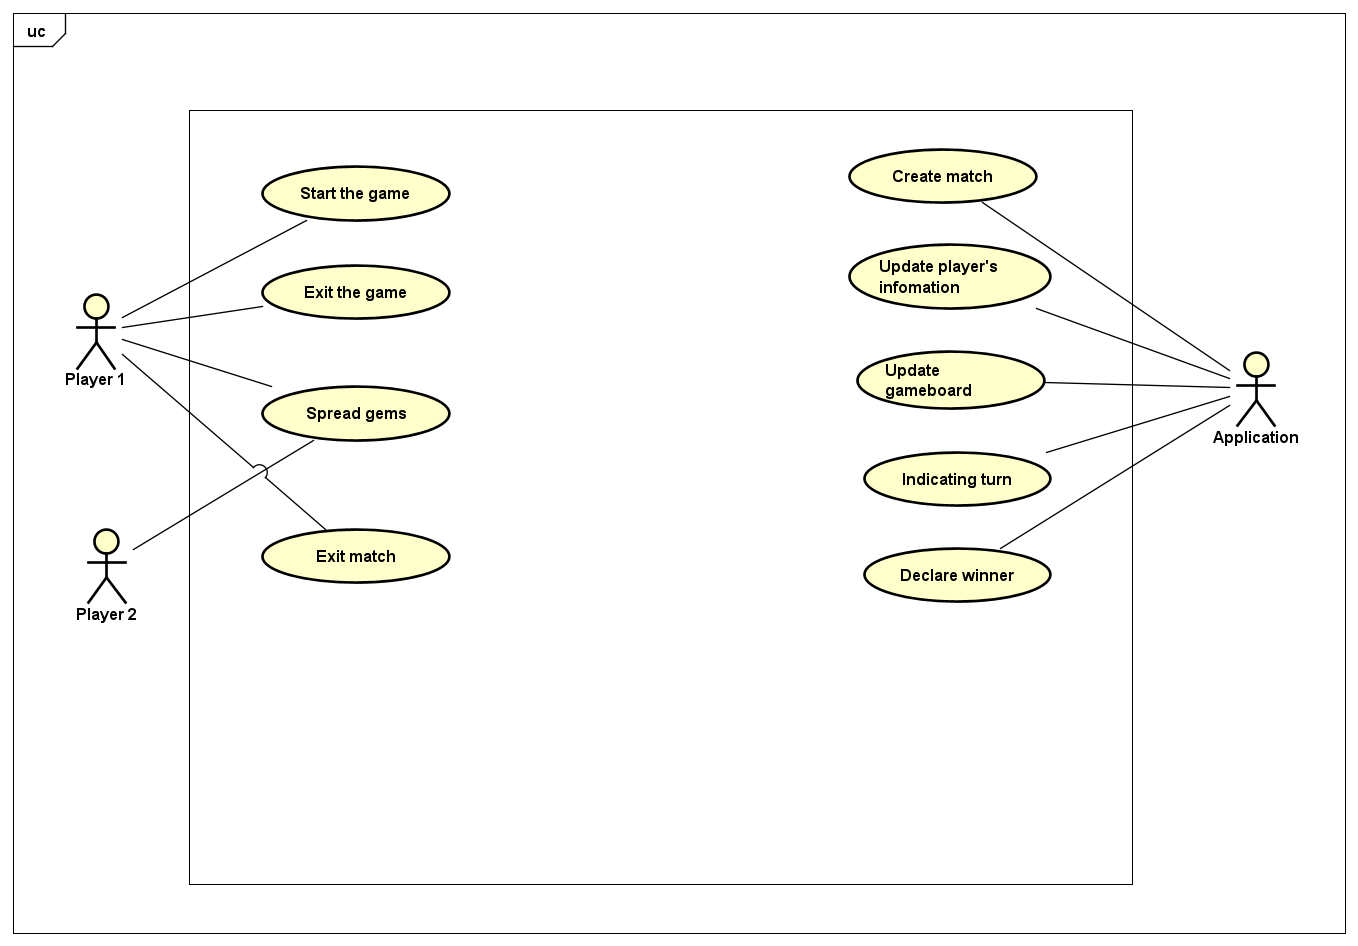 uc
Start the game
Exit the game
Spread gems
Exit match
Player 1
Player 2
Create match
Update player's
infomation
Update
gameboard
Indicating turn
Declare winner
Application